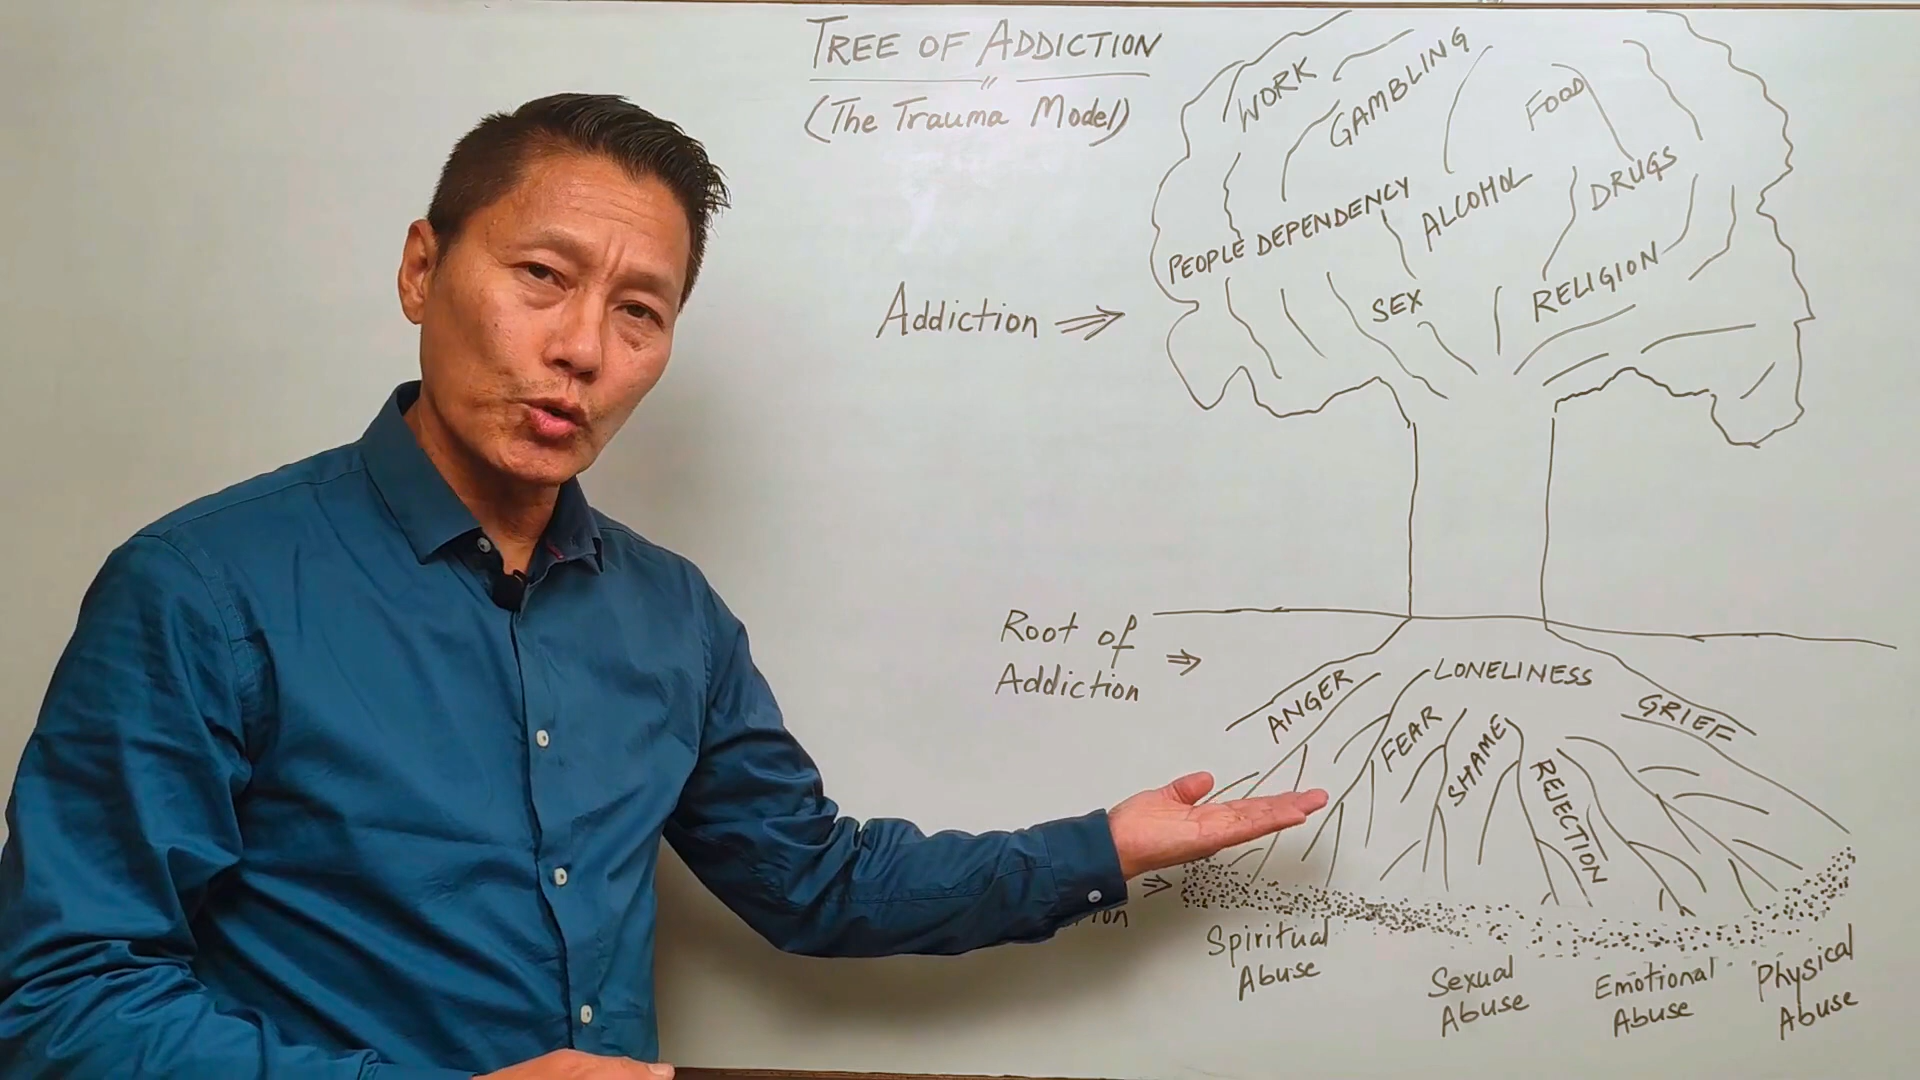 TREE OF ADDICTION
(The Trauma Model)
WORK
GAMBLING
FOOD
PEOPLE DEPENDENCY
ALCOHOL
DRUGS
SEX
RELIGION
Addiction ⇒
Root of
Addiction ⇒
ANGER
LONELINESS
GRIEF
FEAR
SHAME
REJECTION
Spiritual
Abuse
Sexual
Abuse
Emotional
Abuse
Physical
Abuse